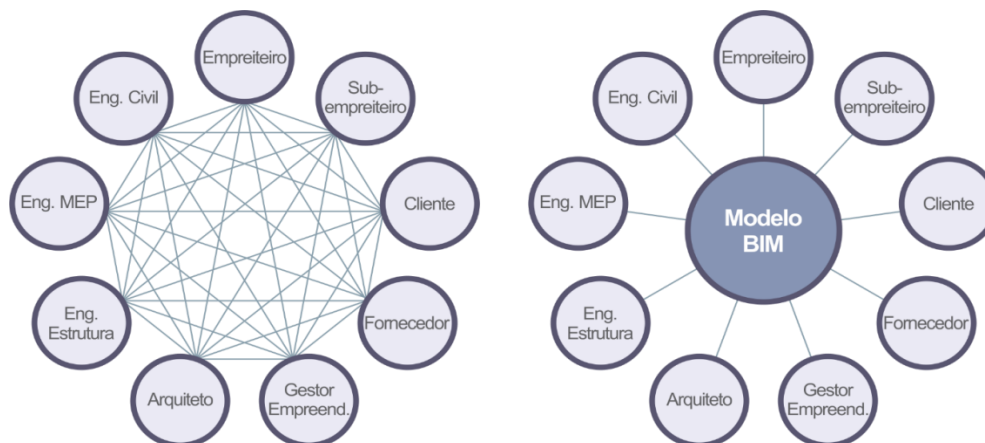 Empreiteiro
Sub-
empreiteiro
Cliente
Fornecedor
Gestor
Empreend.
Arquiteto
Eng.
Estrutura
Eng. MEP
Eng. Civil
Empreiteiro
Sub-
empreiteiro
Cliente
Fornecedor
Gestor
Empreend.
Arquiteto
Eng.
Estrutura
Eng. MEP
Eng. Civil
Modelo
BIM